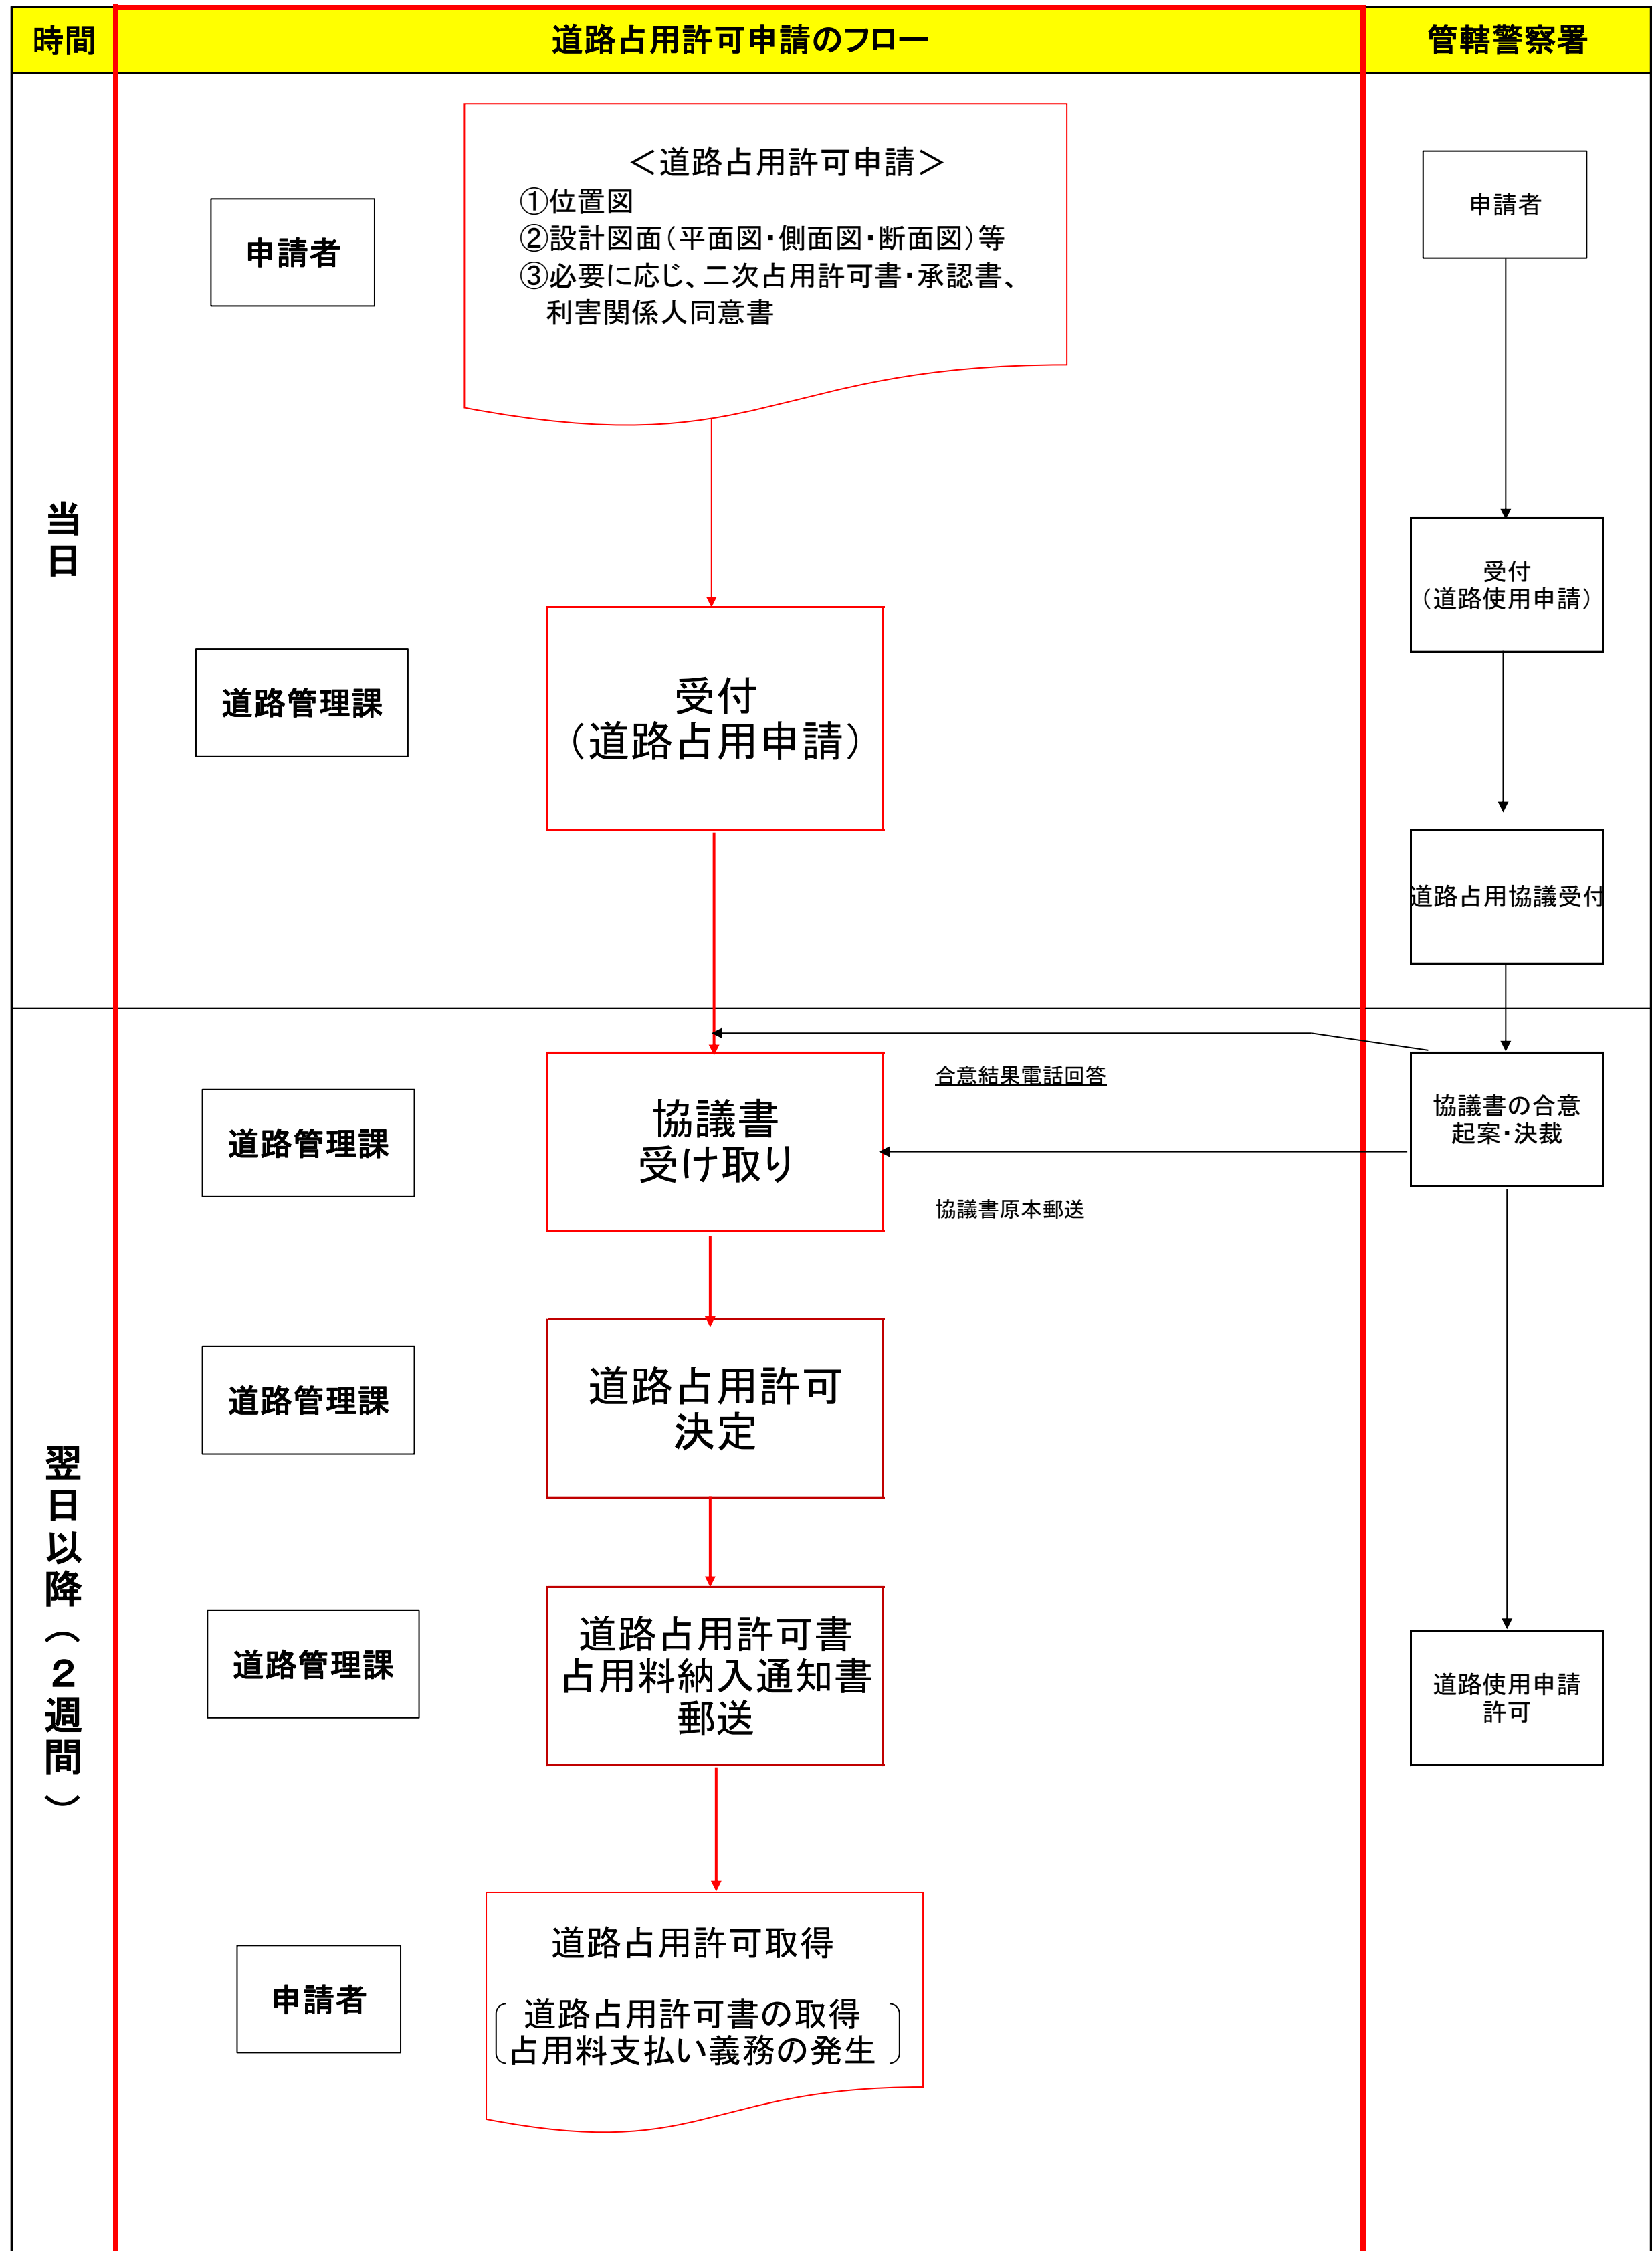 時間
道路占用許可申請のフロー
管轄警察署
当日
申請者
＜道路占用許可申請＞
①位置図
②設計図面（平面図・側面図・断面図）等
③必要に応じ、二次占用許可書・承認書、
利害関係人同意書
申請者
受付
（道路使用申請）
道路管理課
受付
（道路占用申請）
道路占用協議受付
翌日以降（２週間）
道路管理課
協議書
受け取り
合意結果電話回答
協議書原本郵送
協議書の合意
起案・決裁
道路管理課
道路占用許可
決定
道路管理課
道路占用許可書
占用料納入通知書
郵送
道路使用申請
許可
申請者
道路占用許可取得
道路占用許可書の取得
占用料支払い義務の発生